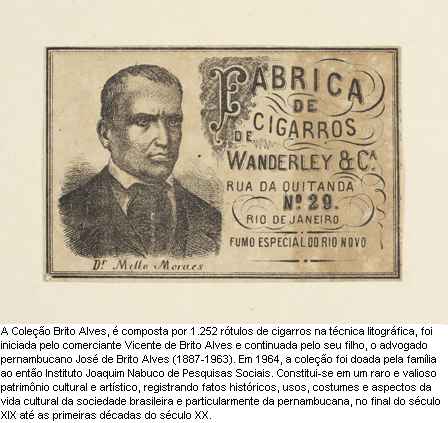 FABRICA
DE
DE CIGARROS
WANDERLEY & CA.
RUA DA QUITANDA
Nº 29.
RIO DE JANEIRO
FUMO ESPECIAL DO RIO NOVO
Dr. Mello Moraes
A Coleção Brito Alves, é composta por 1.252 rótulos de cigarros na técnica litográfica, foi
iniciada pelo comerciante Vicente de Brito Alves e continuada pelo seu filho, o advogado
pernambucano José de Brito Alves (1887-1963). Em 1964, a coleção foi doada pela família
ao então Instituto Joaquim Nabuco de Pesquisas Sociais. Constitui-se em um raro e valioso
patrimônio cultural e artístico, registrando fatos históricos, usos, costumes e aspectos da
vida cultural da sociedade brasileira e particularmente da pernambucana, no final do século
XIX até as primeiras décadas do século XX.